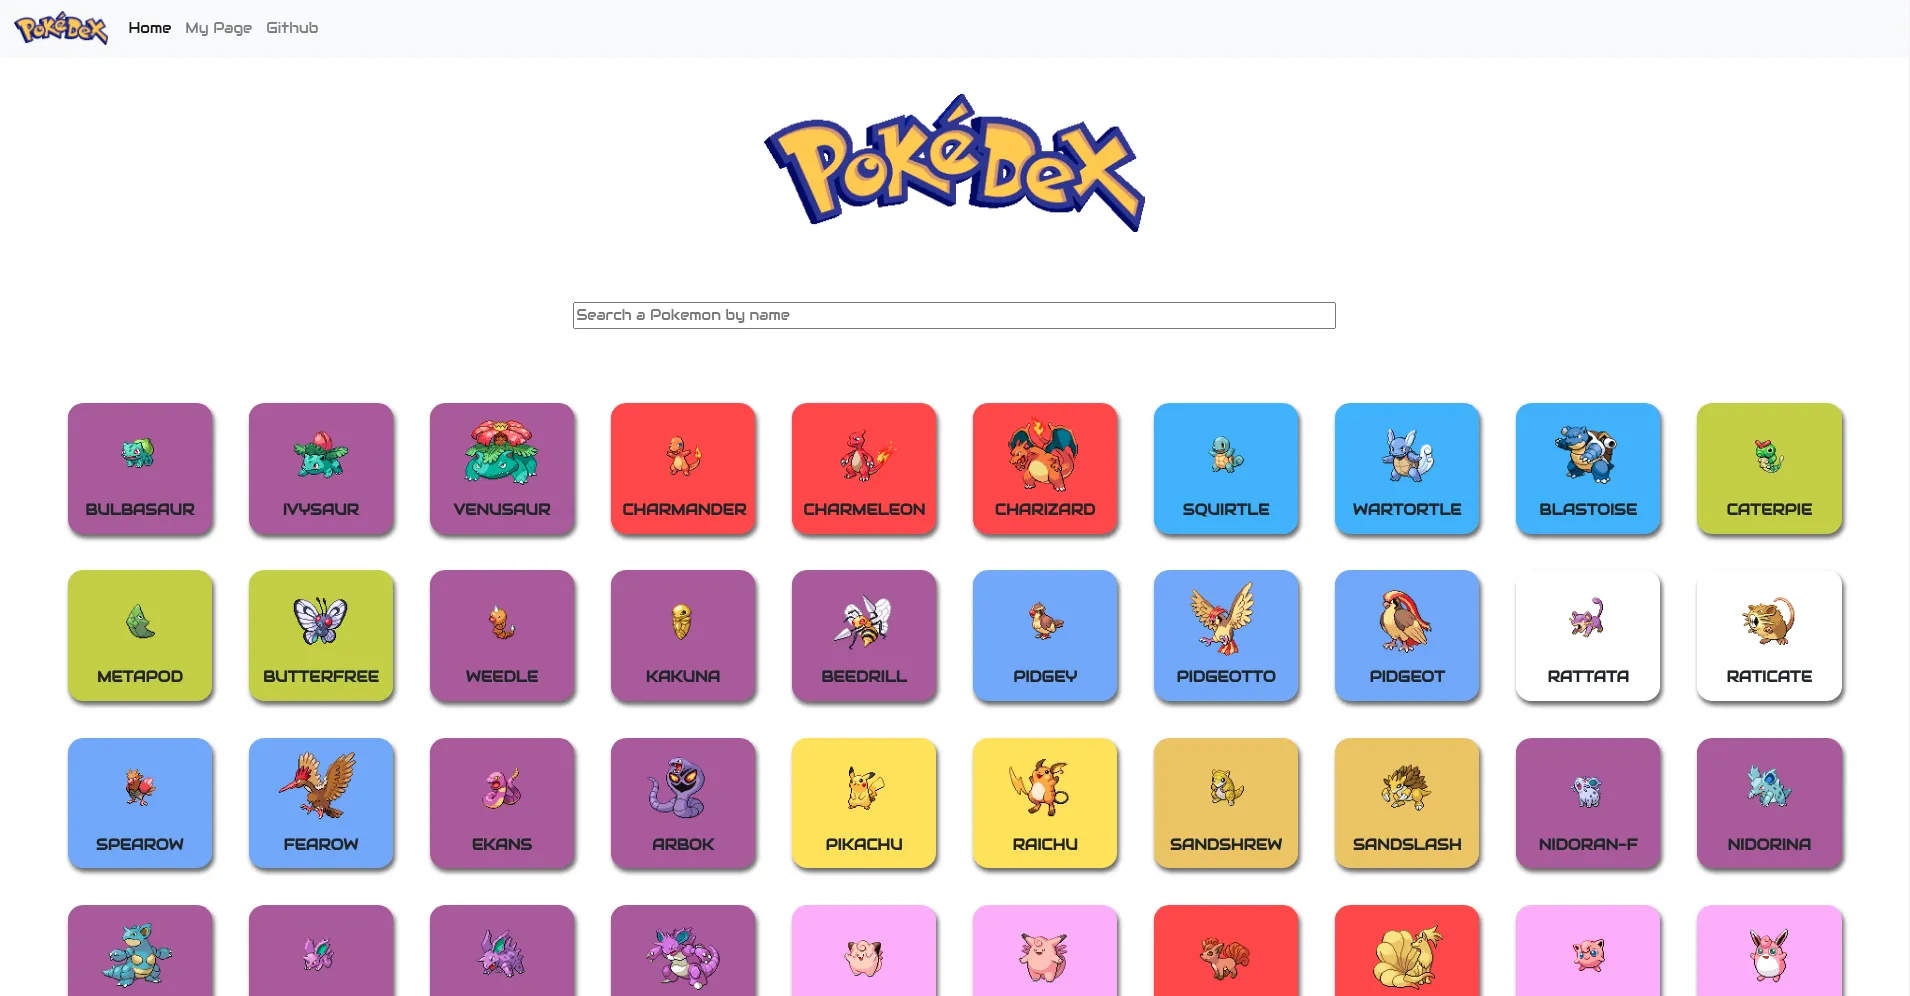 PokéDex Home My Page Github
PokéDex
Search a Pokemon by name
BULBASAUR IVYSAUR VENUSAUR CHARMANDER CHARMELEON CHARIZARD SQUIRTLE WARTORTLE BLASTOISE CATERPIE
METAPOD BUTTERFREE WEEDLE KAKUNA BEEDRILL PIDGEY PIDGEOTTO PIDGEOT RATTATA RATICATE
SPEAROW FEAROW EKANS ARBOK PIKACHU RAICHU SANDSHREW SANDSLASH NIDORAN-F NIDORINA